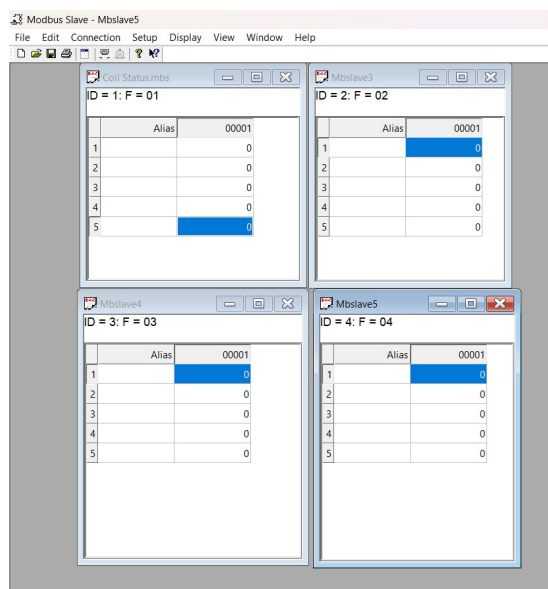 Modbus Slave - Mbslave5
File Edit Connection Setup Display View Window Help
Coil Status.mbs
ID = 1: F = 01
Alias 00001
1 0
2 0
3 0
4 0
5 0
Mbslave3
ID = 2: F = 02
Alias 00001
1 0
2 0
3 0
4 0
5 0
Mbslave4
ID = 3: F = 03
Alias 00001
1 0
2 0
3 0
4 0
5 0
Mbslave5
ID = 4: F = 04
Alias 00001
1 0
2 0
3 0
4 0
5 0